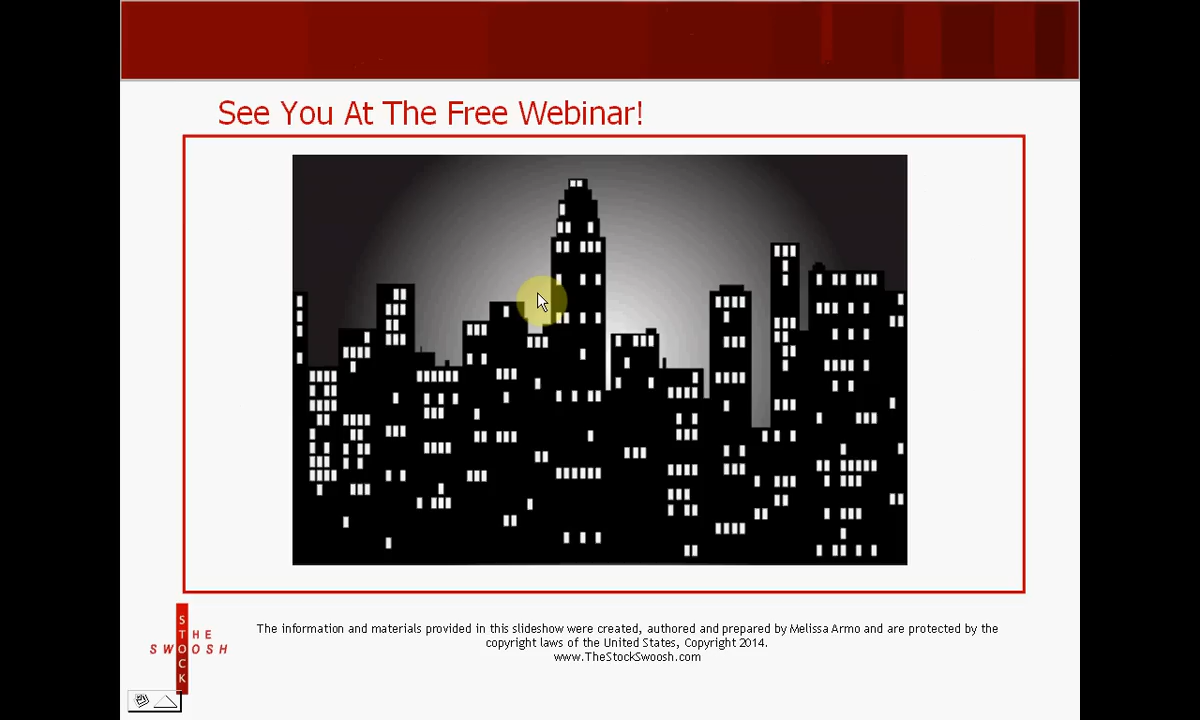 See You At The Free Webinar!
THE
SWOOSH
STOCK
The information and materials provided in this slideshow were created, authored and prepared by Melissa Armo and are protected by the
copyright laws of the United States, Copyright 2014.
www.TheStockSwoosh.com